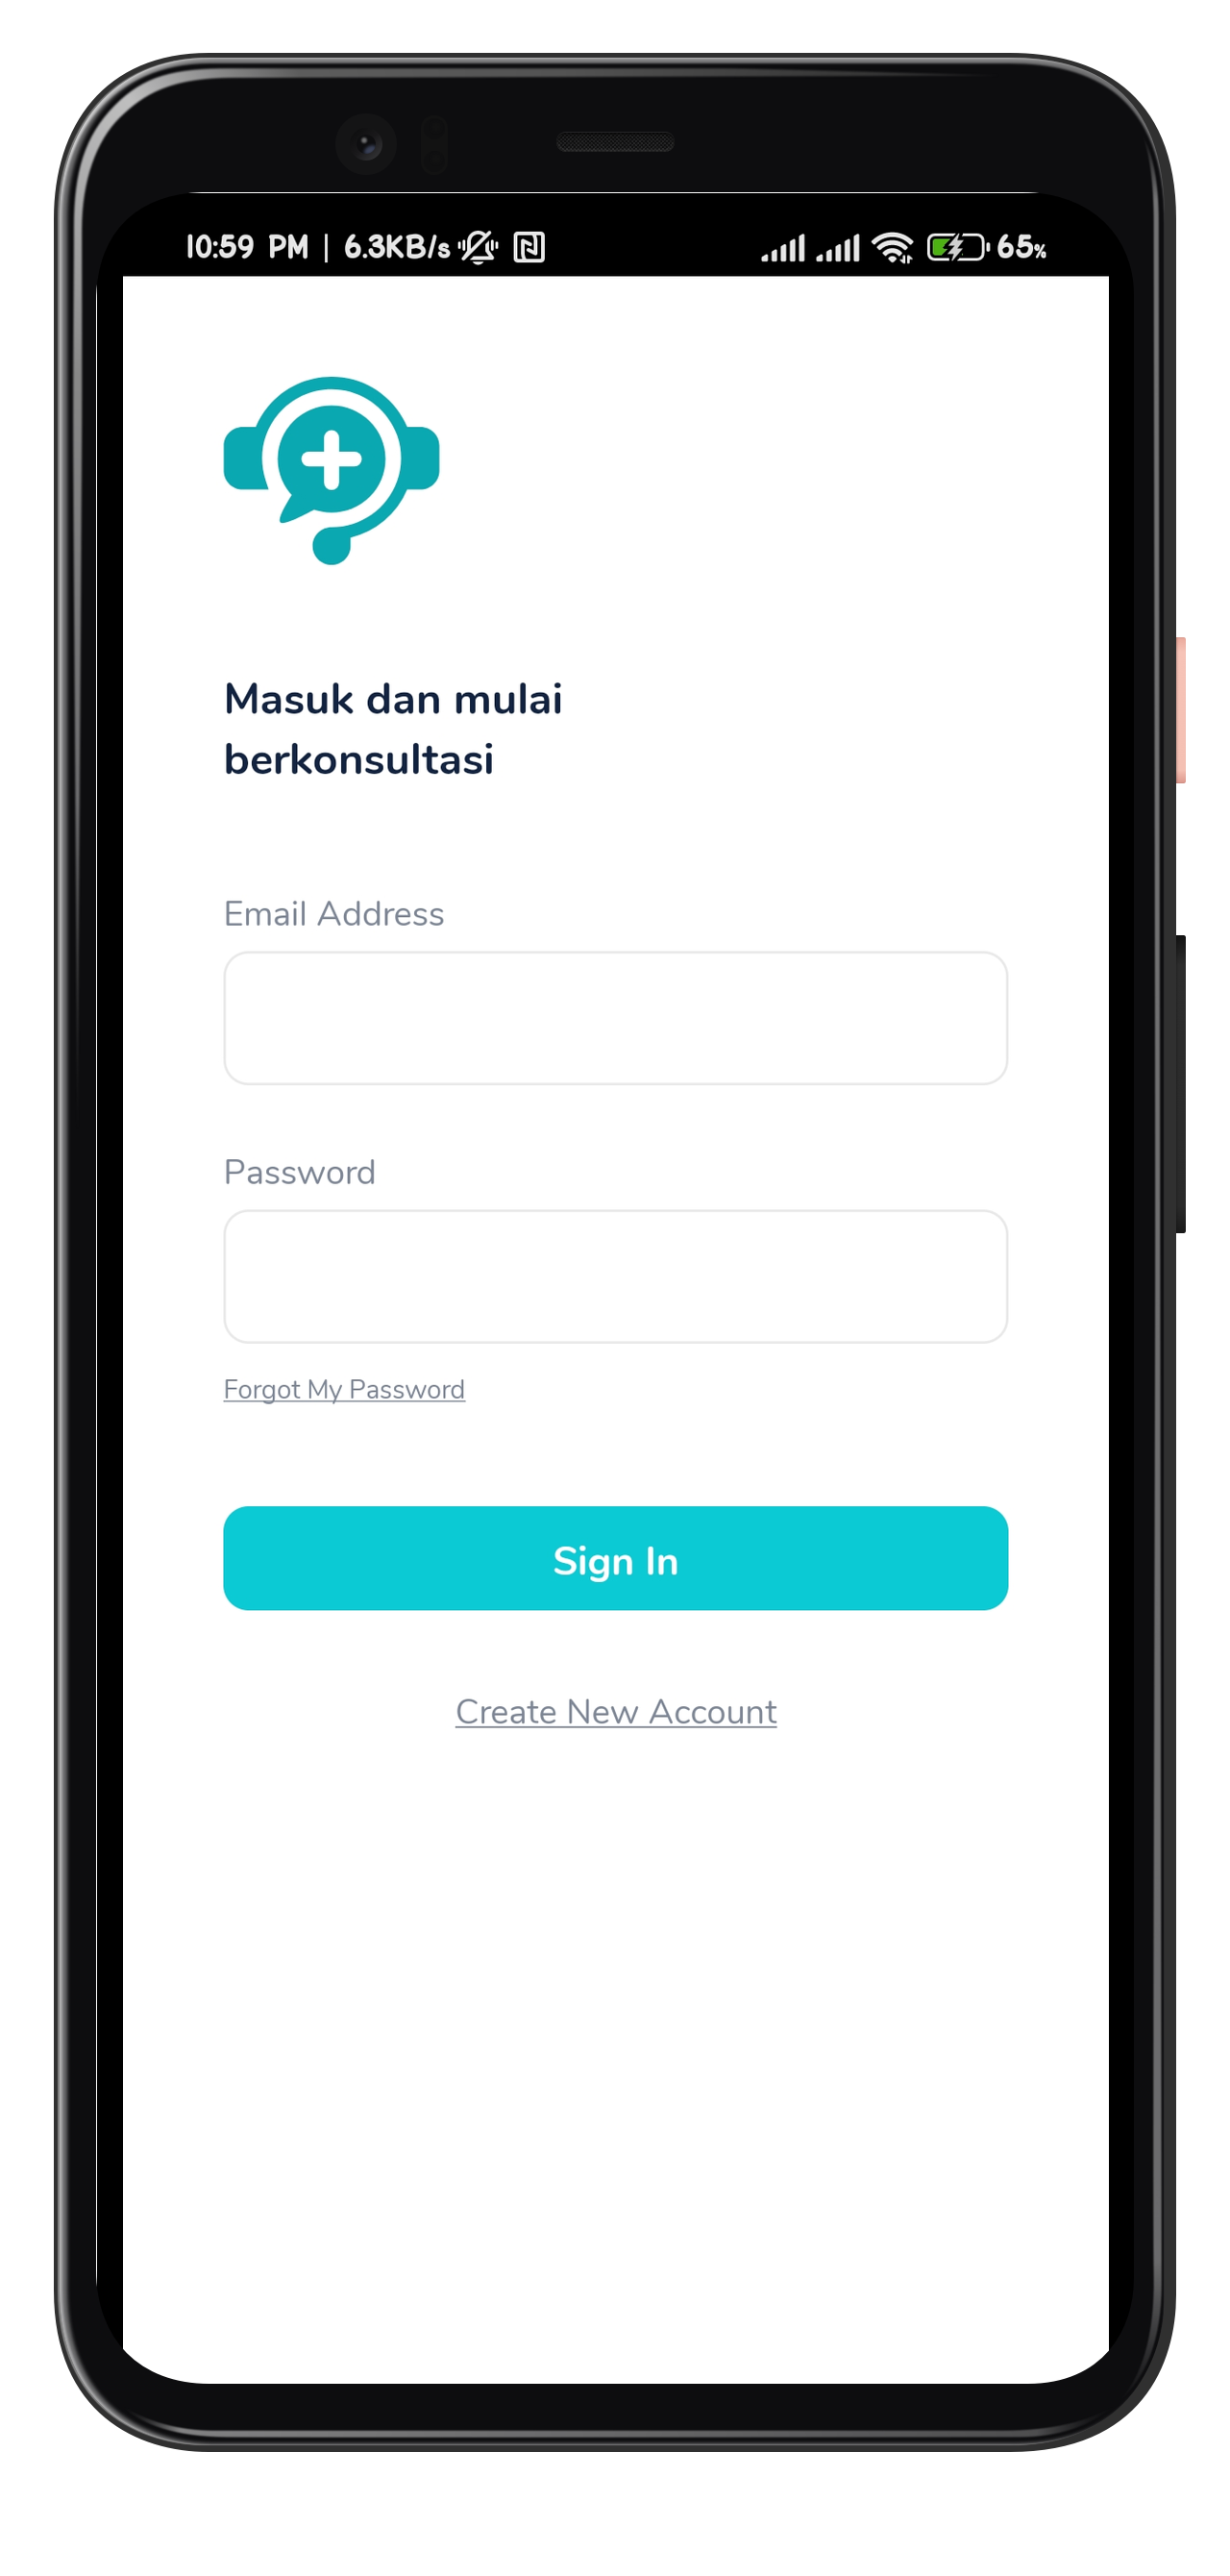 10:59 PM | 6.3KB/s 65%
Masuk dan mulai
berkonsultasi
Email Address
Password
Forgot My Password
Sign In
Create New Account